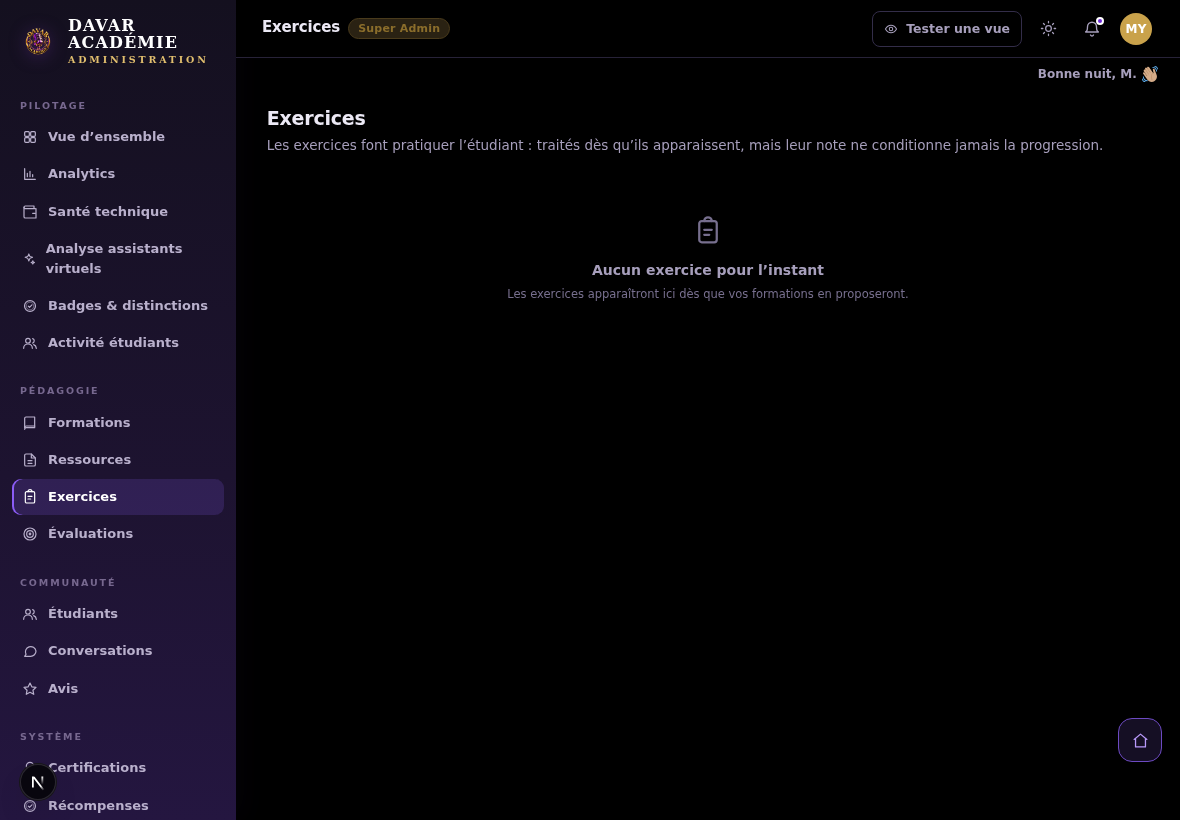 DAVAR
ACADÉMIE
ADMINISTRATION
PILOTAGE
Vue d’ensemble
Analytics
Santé technique
Analyse assistants
virtuels
Badges & distinctions
Activité étudiants
PÉDAGOGIE
Formations
Ressources
Exercices
Évaluations
COMMUNAUTÉ
Étudiants
Conversations
Avis
SYSTÈME
Certifications
Récompenses
Exercices
Super Admin
Tester une vue
MY
Bonne nuit, M. 👋🏽
Exercices
Les exercices font pratiquer l’étudiant : traités dès qu’ils apparaissent, mais leur note ne conditionne jamais la progression.
Aucun exercice pour l’instant
Les exercices apparaîtront ici dès que vos formations en proposeront.